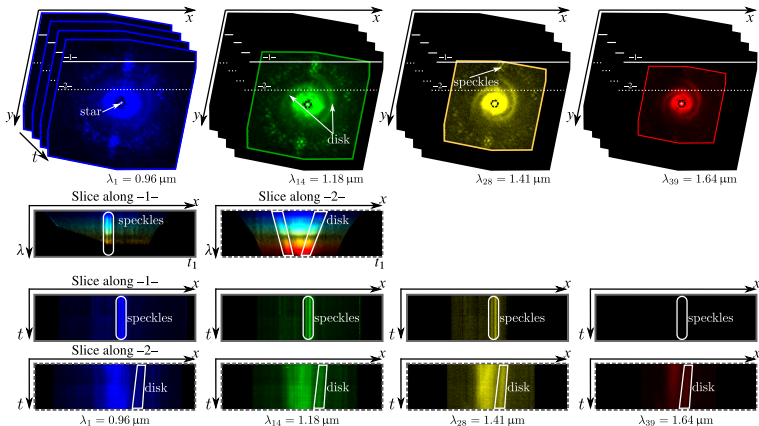 x x x x
–1– –1– –1– –1–
–2– –2– –2– –2–
star disk speckles
y y y y
t
λ1 = 0.96 µm λ14 = 1.18 µm λ28 = 1.41 µm λ39 = 1.64 µm
Slice along –1– x Slice along –2– x
speckles disk
λ t1 λ t1
Slice along –1– x x x x
speckles speckles speckles speckles
t t t t
Slice along –2– x x x x
disk disk disk disk
t t t t
λ1 = 0.96 µm λ14 = 1.18 µm λ28 = 1.41 µm λ39 = 1.64 µm